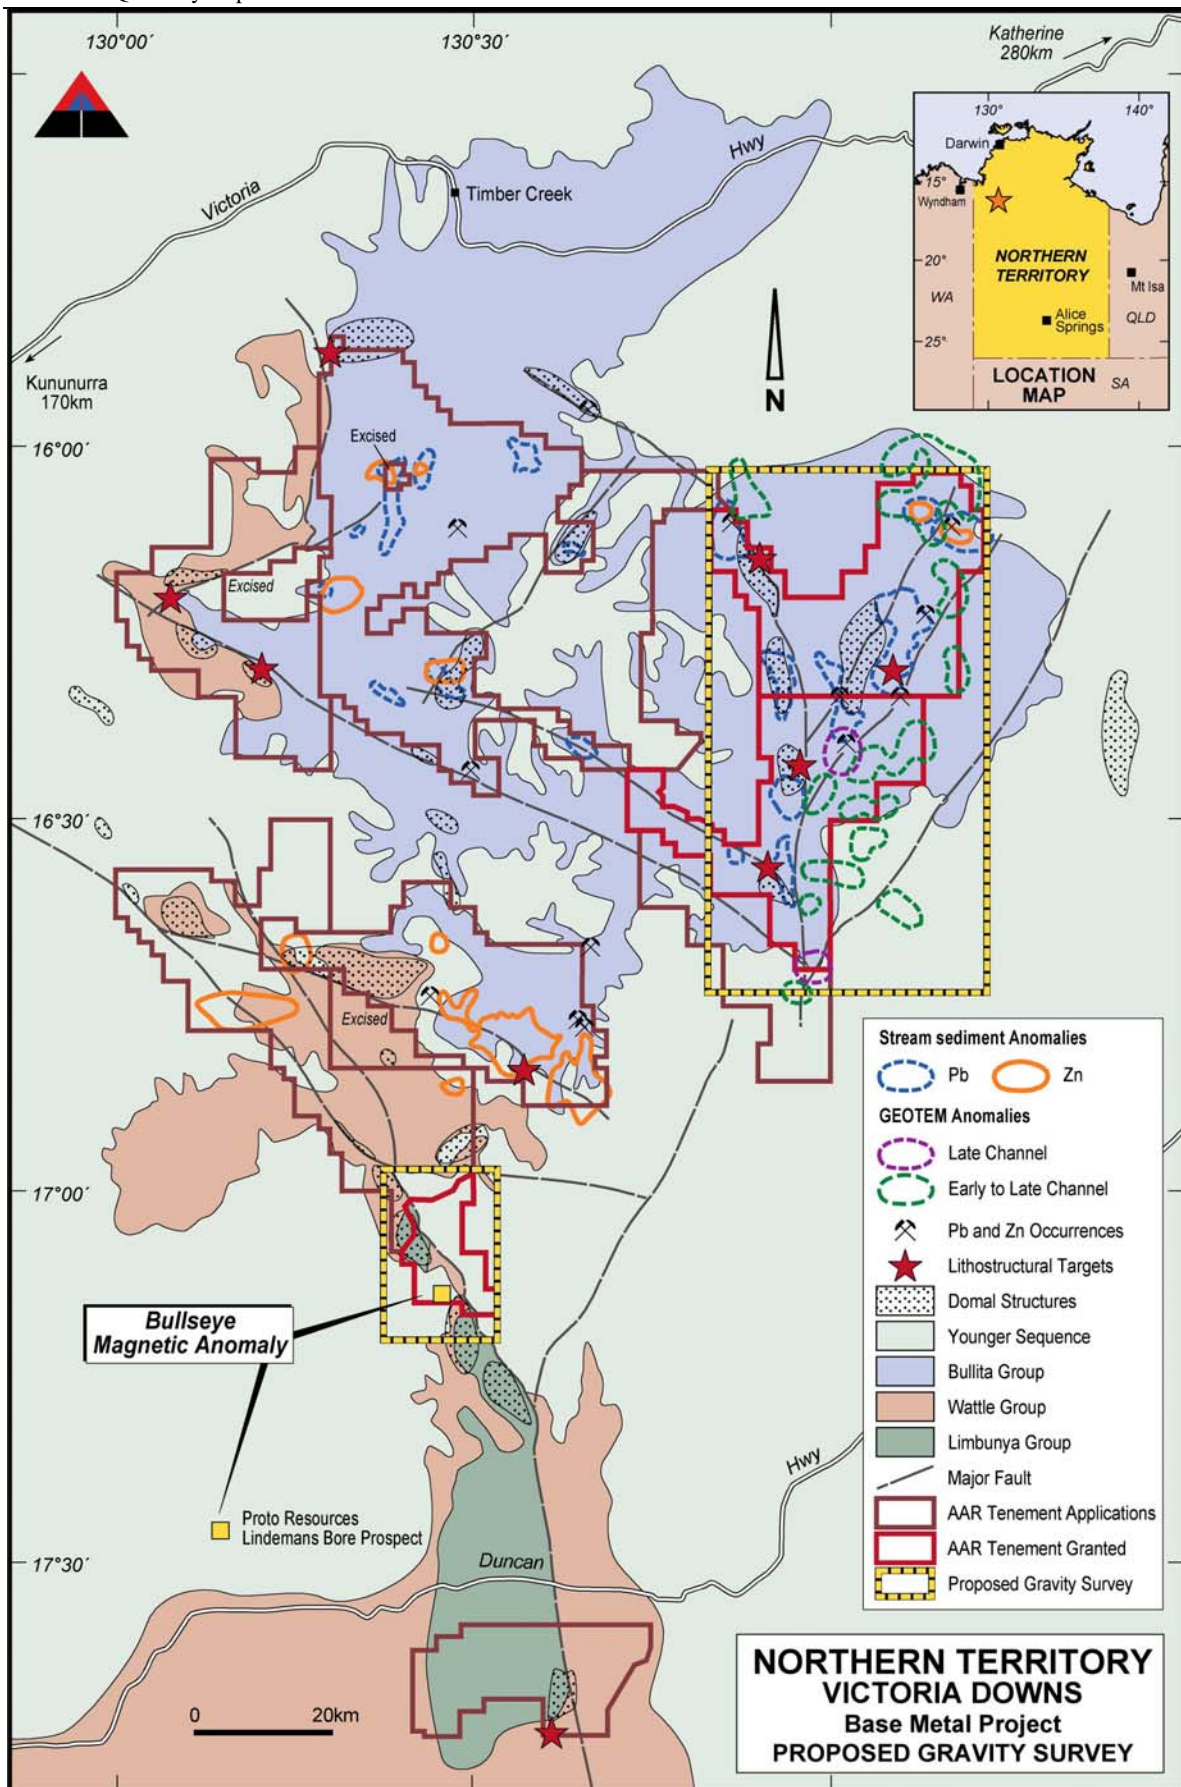 130°00´
130°30´
Katherine
280km
130°
140°
Darwin
15°
Wyndham
NORTHERN
TERRITORY
20°
Mt Isa
WA
QLD
Alice
Springs
25°
LOCATION
MAP
SA
Victoria
Hwy
Timber Creek
Kununurra
170km
N
16°00´
Excised
Excised
16°30´
Excised
17°00´
Bullseye
Magnetic Anomaly
Proto Resources
Lindemans Bore Prospect
17°30´
Duncan
Hwy
0
20km
Stream sediment Anomalies
Pb
Zn
GEOTEM Anomalies
Late Channel
Early to Late Channel
Pb and Zn Occurrences
Lithostructural Targets
Domal Structures
Younger Sequence
Bullita Group
Wattle Group
Limbunya Group
Major Fault
AAR Tenement Applications
AAR Tenement Granted
Proposed Gravity Survey
NORTHERN TERRITORY
VICTORIA DOWNS
Base Metal Project
PROPOSED GRAVITY SURVEY